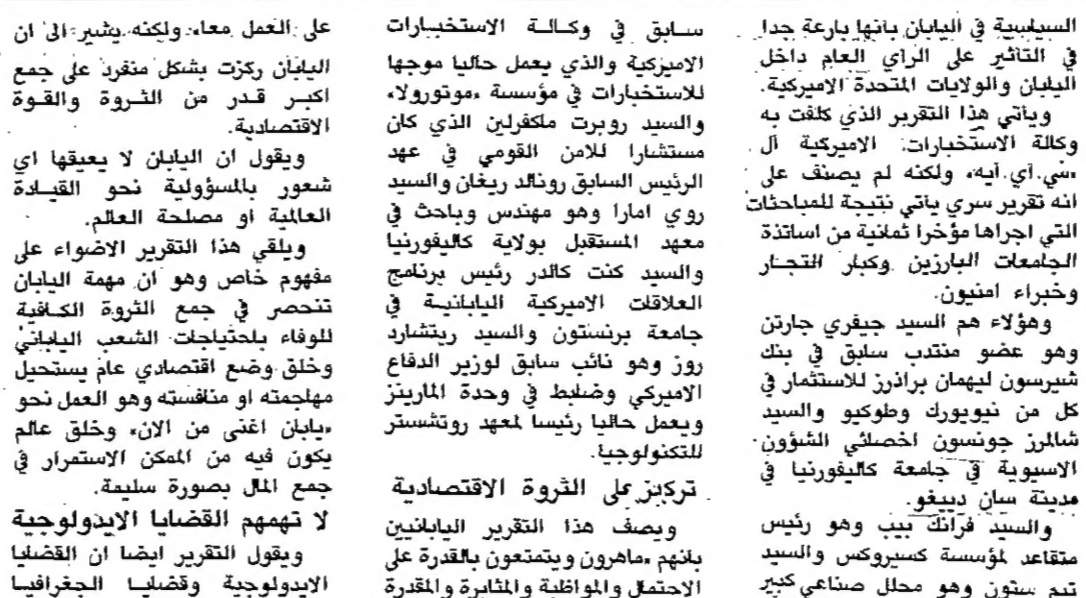 السياسية في اليابان بانها بارعة جدا
في التاثير على الراي العام داخل
اليابان والولايات المتحدة الاميركية.
ويأتي هذا التقرير الذي كلفت به
وكالة الاستخبارات الاميركية ال
«سي.آي.ايه» ولكنه لم يصنف على
انه تقرير سري يأتي نتيجة للمباحثات
التي اجراها مؤخرا ثمانية من اساتذة
الجامعات البارزين وكبار التجار
وخبراء امنيون.
وهؤلاء هم السيد جيفري جارتن
وهو عضو منتدب سابق في بنك
شيرسون ليهمان براذرز للاستثمار في
كل من نيويورك وطوكيو والسيد
شالمرز جونسون اخصائي الشؤون
الاسيوية في جامعة كاليفورنيا في
مدينة سان دييغو.
والسيد فرانك بيب وهو رئيس
متقاعد لمؤسسة كسيروكس والسيد
تيم ستون وهو محلل صناعي كبير
سابق في وكالة الاستخبارات
الاميركية والذي يعمل حاليا موجها
للاستخبارات في مؤسسة «موتورولا»
والسيد روبرت ماكفرلين الذي كان
مستشارا للامن القومي في عهد
الرئيس السابق رونالد ريغان والسيد
روي امارا وهو مهندس وباحث في
معهد المستقبل بولاية كاليفورنيا
والسيد كنت كالدر رئيس برنامج
العلاقات الاميركية اليابانية في
جامعة برنستون والسيد ريتشارد
روز وهو نائب سابق لوزير الدفاع
الاميركي وضابط في وحدة المارينز
ويعمل حاليا رئيسا لمعهد روتشستر
للتكنولوجيا.
تركيز على الثروة الاقتصادية
ويصف هذا التقرير اليابانيين
بانهم «ماهرون ويتمتعون بالقدرة على
الاحتمال والمواظبة والمثابرة والمقدرة
على العمل معا» ولكنه يشير الى ان
اليابان ركزت بشكل منفرد على جمع
اكبر قدر من الثروة والقوة
الاقتصادية.
ويقول ان اليابان لا يعيقها اي
شعور بالمسؤولية نحو القيادة
العالمية او مصلحة العالم.
ويلقي هذا التقرير الاضواء على
مفهوم خاص وهو ان مهمة اليابان
تنحصر في جمع الثروة الكافية
للوفاء بلحتياجات الشعب الياباني
وخلق وضع اقتصادي عام يستحيل
مهاجمته او منافسته وهو العمل نحو
«يابان اغنى من الان» وخلق عالم
يكون فيه من الممكن الاستمرار في
جمع المال بصورة سليمة.
لا تهمهم القضايا الايدولوجية
ويقول التقرير ايضا ان القضايا
الايدولوجية وقضايا الجغرافيا